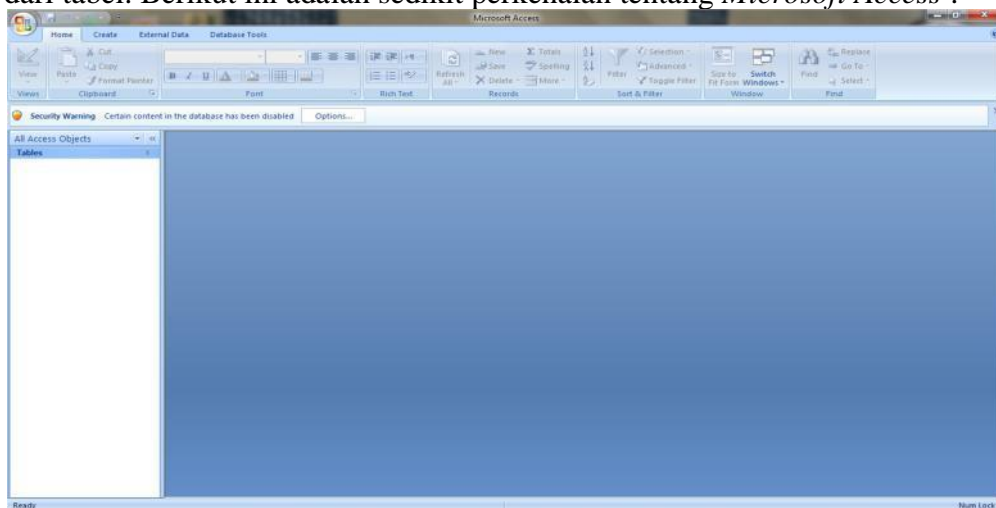 dari tabel. Berikut ini adalah sedikit perkenalan tentang Microsoft Access :
Microsoft Access
Home Create External Data Database Tools
Cut
Copy
Format Painter
View Paste
New Save Delete
Totals Spelling More
Refresh All
Filter
Selection
Advanced
Toggle Filter
Size to Fit Form
Switch Windows
Find
Replace
Go To
Select
Views Clipboard Font Rich Text Records Sort & Filter Window Find
Security Warning Certain content in the database has been disabled Options...
All Access Objects
Tables
Ready Num Lock